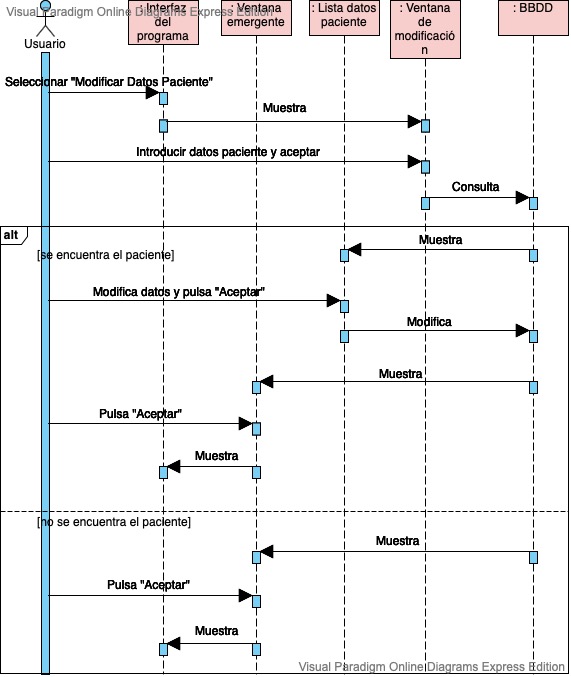 Visual Paradigm Online Diagrams Express Edition
Usuario
: Interfaz
del
programa
: Ventana
emergente
: Lista datos
paciente
: Ventana
de
modificació
n
: BBDD
Seleccionar "Modificar Datos Paciente"
Muestra
Introducir datos paciente y aceptar
Consulta
alt
Muestra
[se encuentra el paciente]
Modifica datos y pulsa "Aceptar"
Modifica
Muestra
Pulsa "Aceptar"
Muestra
[no se encuentra el paciente]
Muestra
Pulsa "Aceptar"
Muestra
Visual Paradigm Online Diagrams Express Edition